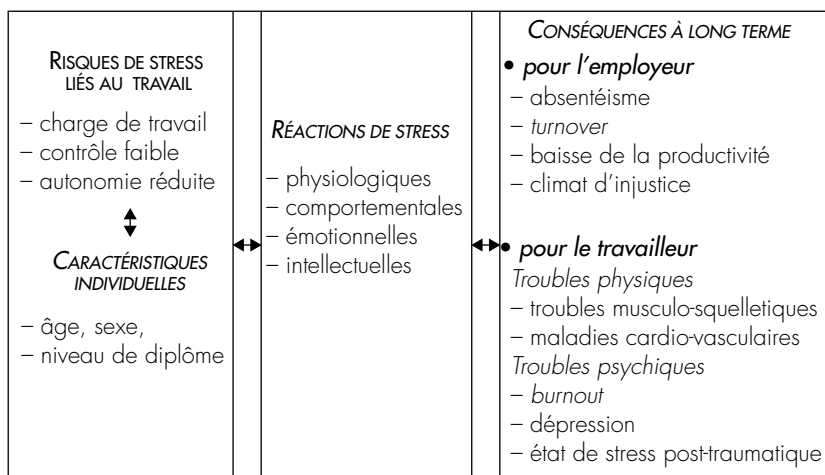 RISQUES DE STRESS
LIÉS AU TRAVAIL
– charge de travail
– contrôle faible
– autonomie réduite
CARACTÉRISTIQUES
INDIVIDUELLES
– âge, sexe,
– niveau de diplôme
RÉACTIONS DE STRESS
– physiologiques
– comportementales
– émotionnelles
– intellectuelles
CONSÉQUENCES À LONG TERME
• pour l'employeur
– absentéisme
– turnover
– baisse de la productivité
– climat d'injustice
• pour le travailleur
Troubles physiques
– troubles musculo-squelletiques
– maladies cardio-vasculaires
Troubles psychiques
– burnout
– dépression
– état de stress post-traumatique